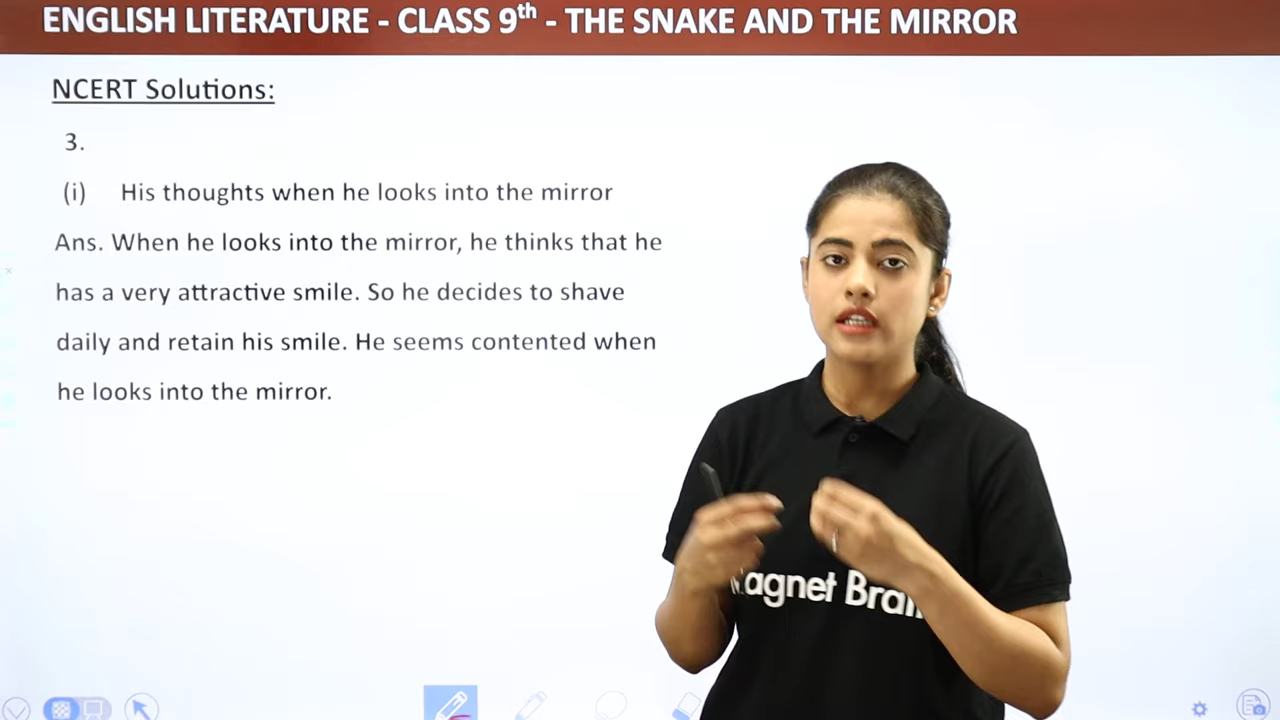 ENGLISH LITERATURE - CLASS 9th - THE SNAKE AND THE MIRROR
NCERT Solutions:
3.
(i) His thoughts when he looks into the mirror
Ans. When he looks into the mirror, he thinks that he
has a very attractive smile. So he decides to shave
daily and retain his smile. He seems contented when
he looks into the mirror.